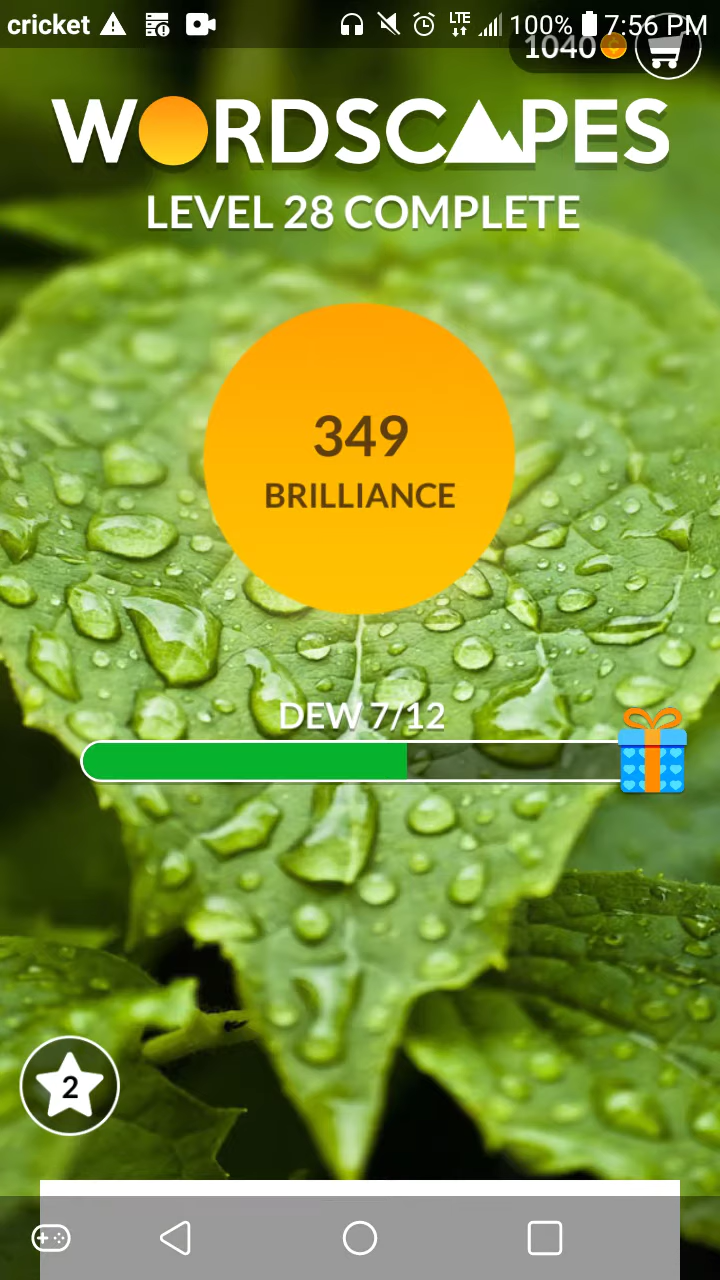 cricket LTE 100% 7:56 PM
1040
WORDSCAPES
LEVEL 28 COMPLETE
349
BRILLIANCE
DEW 7/12
2